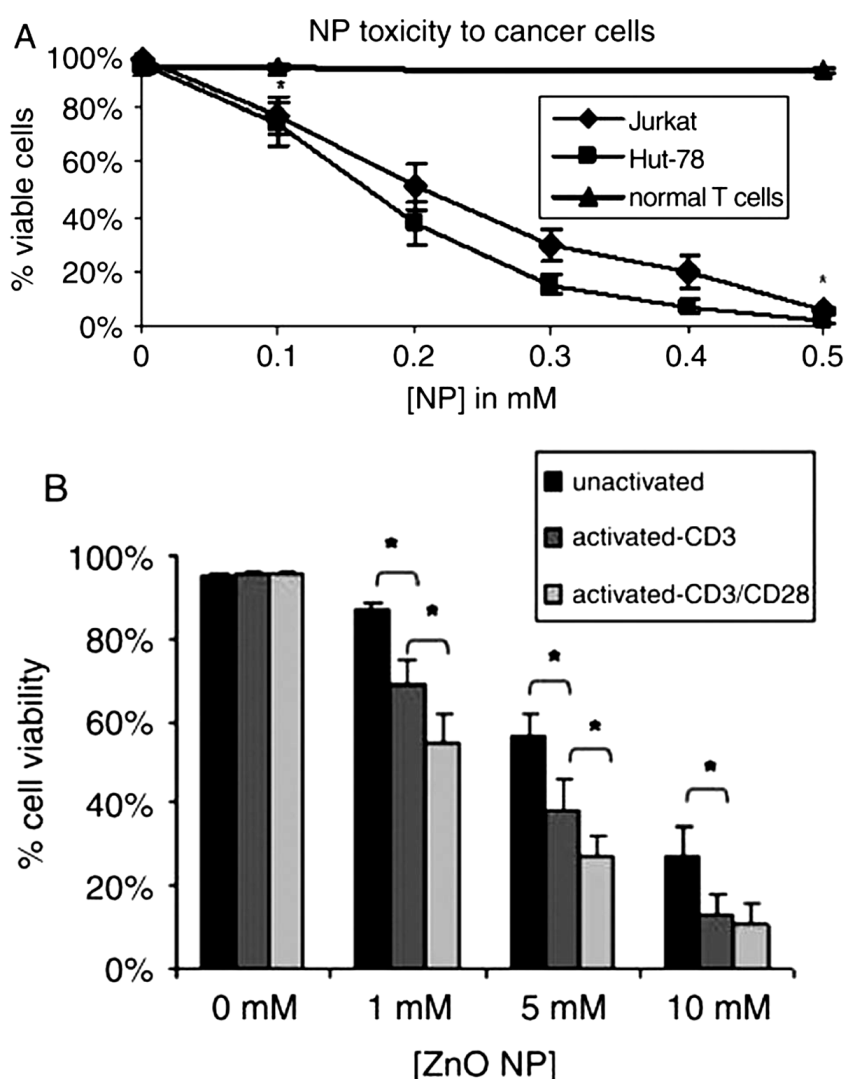 A
NP toxicity to cancer cells
100%
80%
60%
40%
20%
0%
% viable cells
*
*
Jurkat
Hut-78
normal T cells
0 0.1 0.2 0.3 0.4 0.5
[NP] in mM
B
unactivated
activated-CD3
activated-CD3/CD28
100%
80%
60%
40%
20%
0%
% cell viability
*
*
*
*
*
0 mM 1 mM 5 mM 10 mM
[ZnO NP]